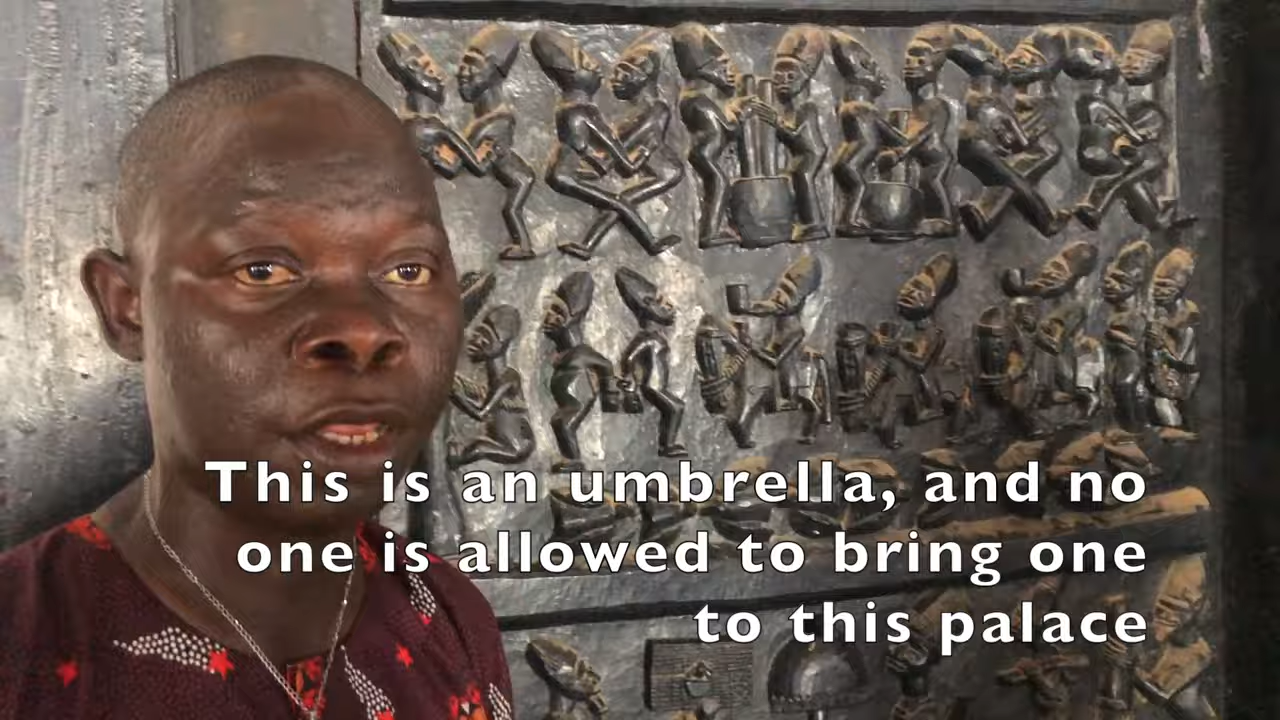 This is an umbrella, and no
one is allowed to bring one
to this palace